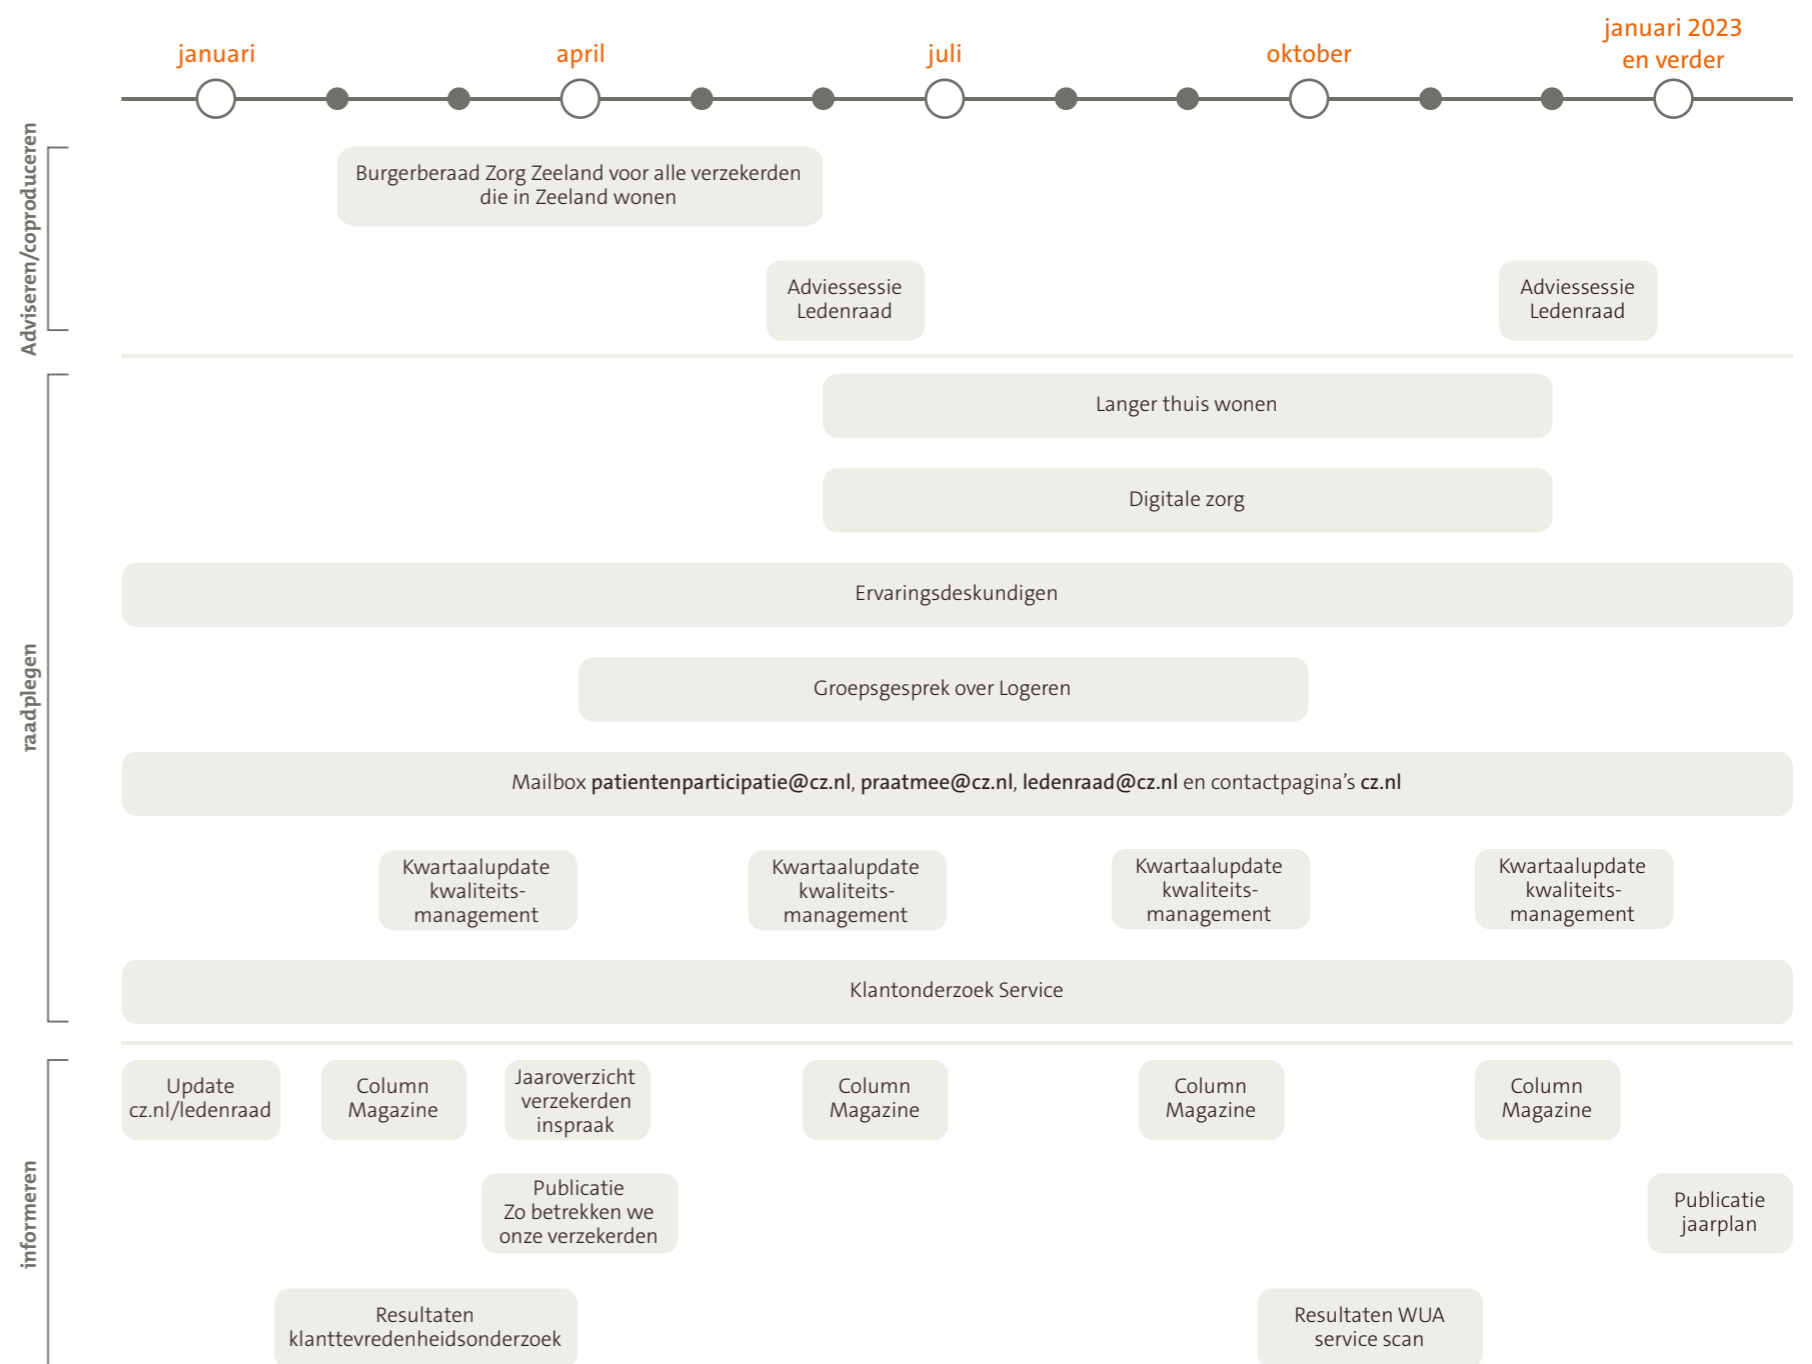 januari
april
juli
oktober
januari 2023
en verder
Adviseren/coproduceren
Burgerberaad Zorg Zeeland voor alle verzekerden
die in Zeeland wonen
Adviessessie
Ledenraad
Adviessessie
Ledenraad
raadplegen
Langer thuis wonen
Digitale zorg
Ervaringsdeskundigen
Groepsgesprek over Logeren
Mailbox patientenparticipatie@cz.nl, praatmee@cz.nl, ledenraad@cz.nl en contactpagina's cz.nl
Kwartaalupdate
kwaliteits-
management
Kwartaalupdate
kwaliteits-
management
Kwartaalupdate
kwaliteits-
management
Kwartaalupdate
kwaliteits-
management
Klantonderzoek Service
informeren
Update
cz.nl/ledenraad
Column
Magazine
Jaaroverzicht
verzekerden
inspraak
Column
Magazine
Column
Magazine
Column
Magazine
Publicatie
Zo betrekken we
onze verzekerden
Publicatie
jaarplan
Resultaten
klanttevredenheidsonderzoek
Resultaten WUA
service scan